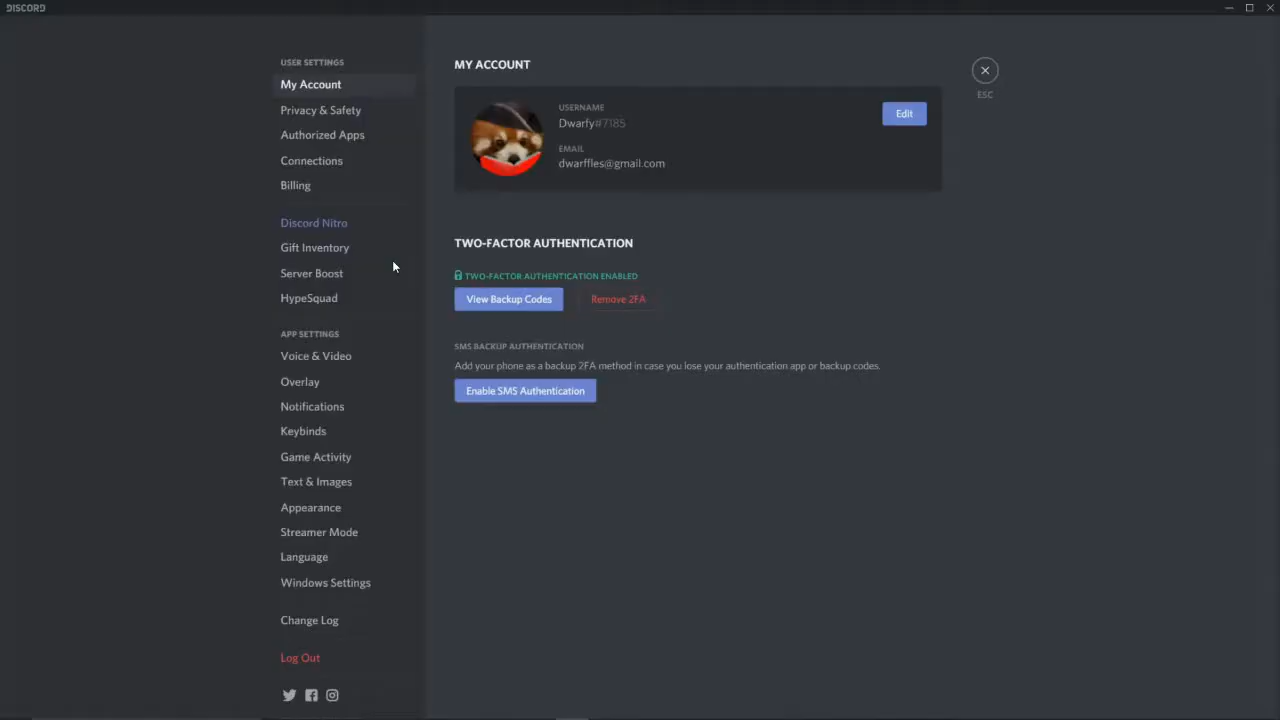 DISCORD
USER SETTINGS
My Account
Privacy & Safety
Authorized Apps
Connections
Billing
Discord Nitro
Gift Inventory
Server Boost
HypeSquad
APP SETTINGS
Voice & Video
Overlay
Notifications
Keybinds
Game Activity
Text & Images
Appearance
Streamer Mode
Language
Windows Settings
Change Log
Log Out
MY ACCOUNT
USERNAME
Dwarfy#7185
EMAIL
dwarffles@gmail.com
Edit
ESC
TWO-FACTOR AUTHENTICATION
TWO-FACTOR AUTHENTICATION ENABLED
View Backup Codes
Remove 2FA
SMS BACKUP AUTHENTICATION
Add your phone as a backup 2FA method in case you lose your authentication app or backup codes.
Enable SMS Authentication